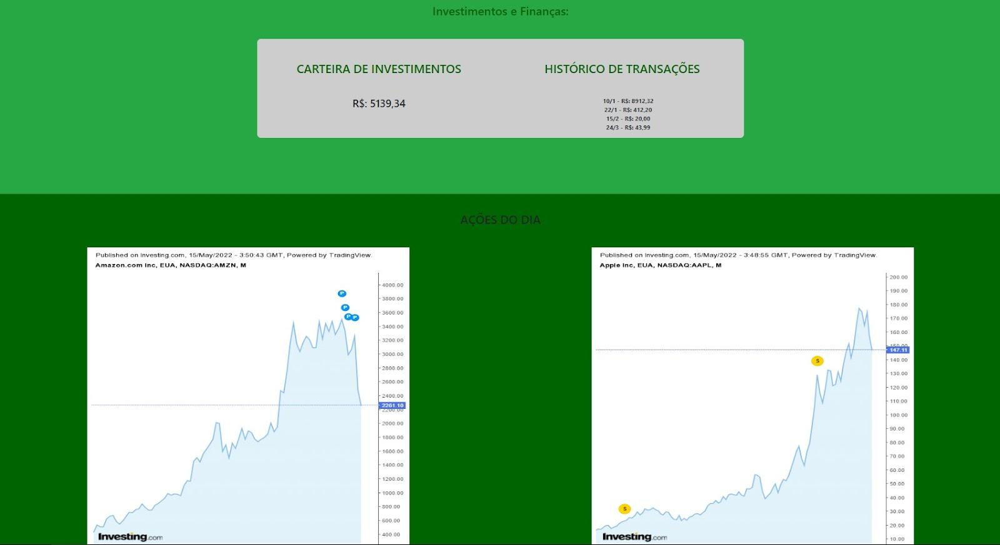 Investimentos e Finanças:
CARTEIRA DE INVESTIMENTOS
R$: 5139,34
HISTÓRICO DE TRANSAÇÕES
10/1 - R$: 8912,32
22/1 - R$: 412,20
15/2 - R$: 20,00
24/3 - R$: 43,99
AÇÕES DO DIA
Published on Investing.com, 15/May/2022 - 3:50:43 GMT, Powered by TradingView.
Amazon.com Inc, EUA, NASDAQ:AMZN, M
4000.00
3800.00
3600.00
3400.00
3200.00
3000.00
2800.00
2600.00
2400.00
2261.10
2200.00
2000.00
1800.00
1600.00
1400.00
1200.00
1000.00
800.00
600.00
400.00
P
P
P P
Investing.com
Published on Investing.com, 15/May/2022 - 3:48:55 GMT, Powered by TradingView.
Apple Inc, EUA, NASDAQ:AAPL, M
200.00
190.00
180.00
170.00
160.00
150.00
147.11
140.00
130.00
120.00
110.00
100.00
90.00
80.00
70.00
60.00
50.00
40.00
30.00
20.00
10.00
S
S
Investing.com